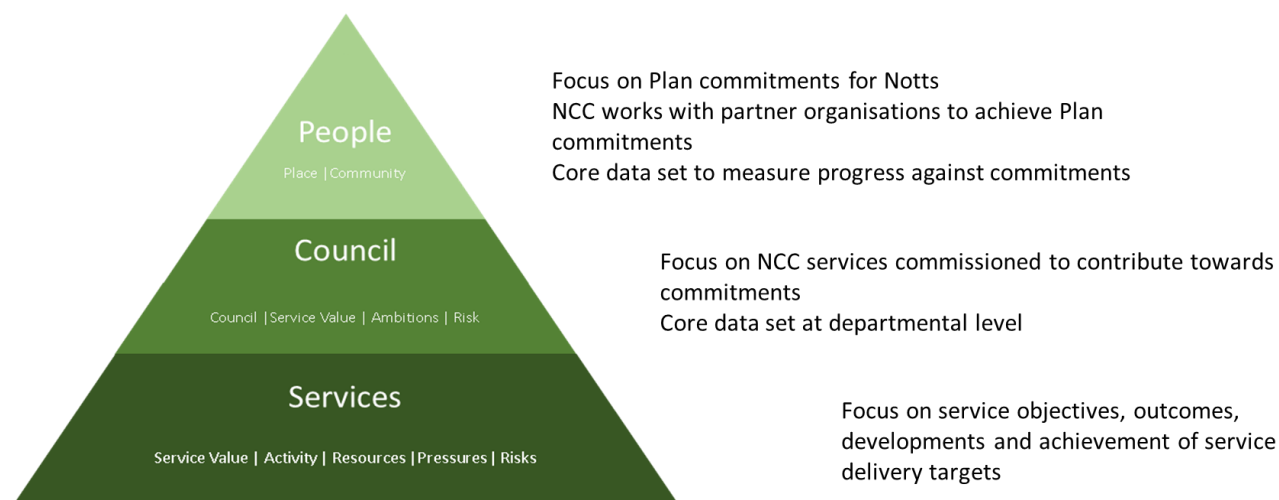 People
Place |Community
Focus on Plan commitments for Notts
NCC works with partner organisations to achieve Plan
commitments
Core data set to measure progress against commitments
Council
Council |Service Value | Ambitions | Risk
Focus on NCC services commissioned to contribute towards
commitments
Core data set at departmental level
Services
Service Value | Activity | Resources |Pressures | Risks
Focus on service objectives, outcomes,
developments and achievement of service
delivery targets